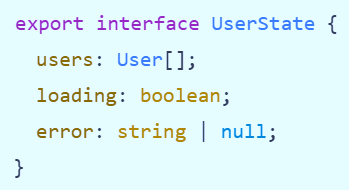 export interface UserState {
  users: User[];
  loading: boolean;
  error: string | null;
}